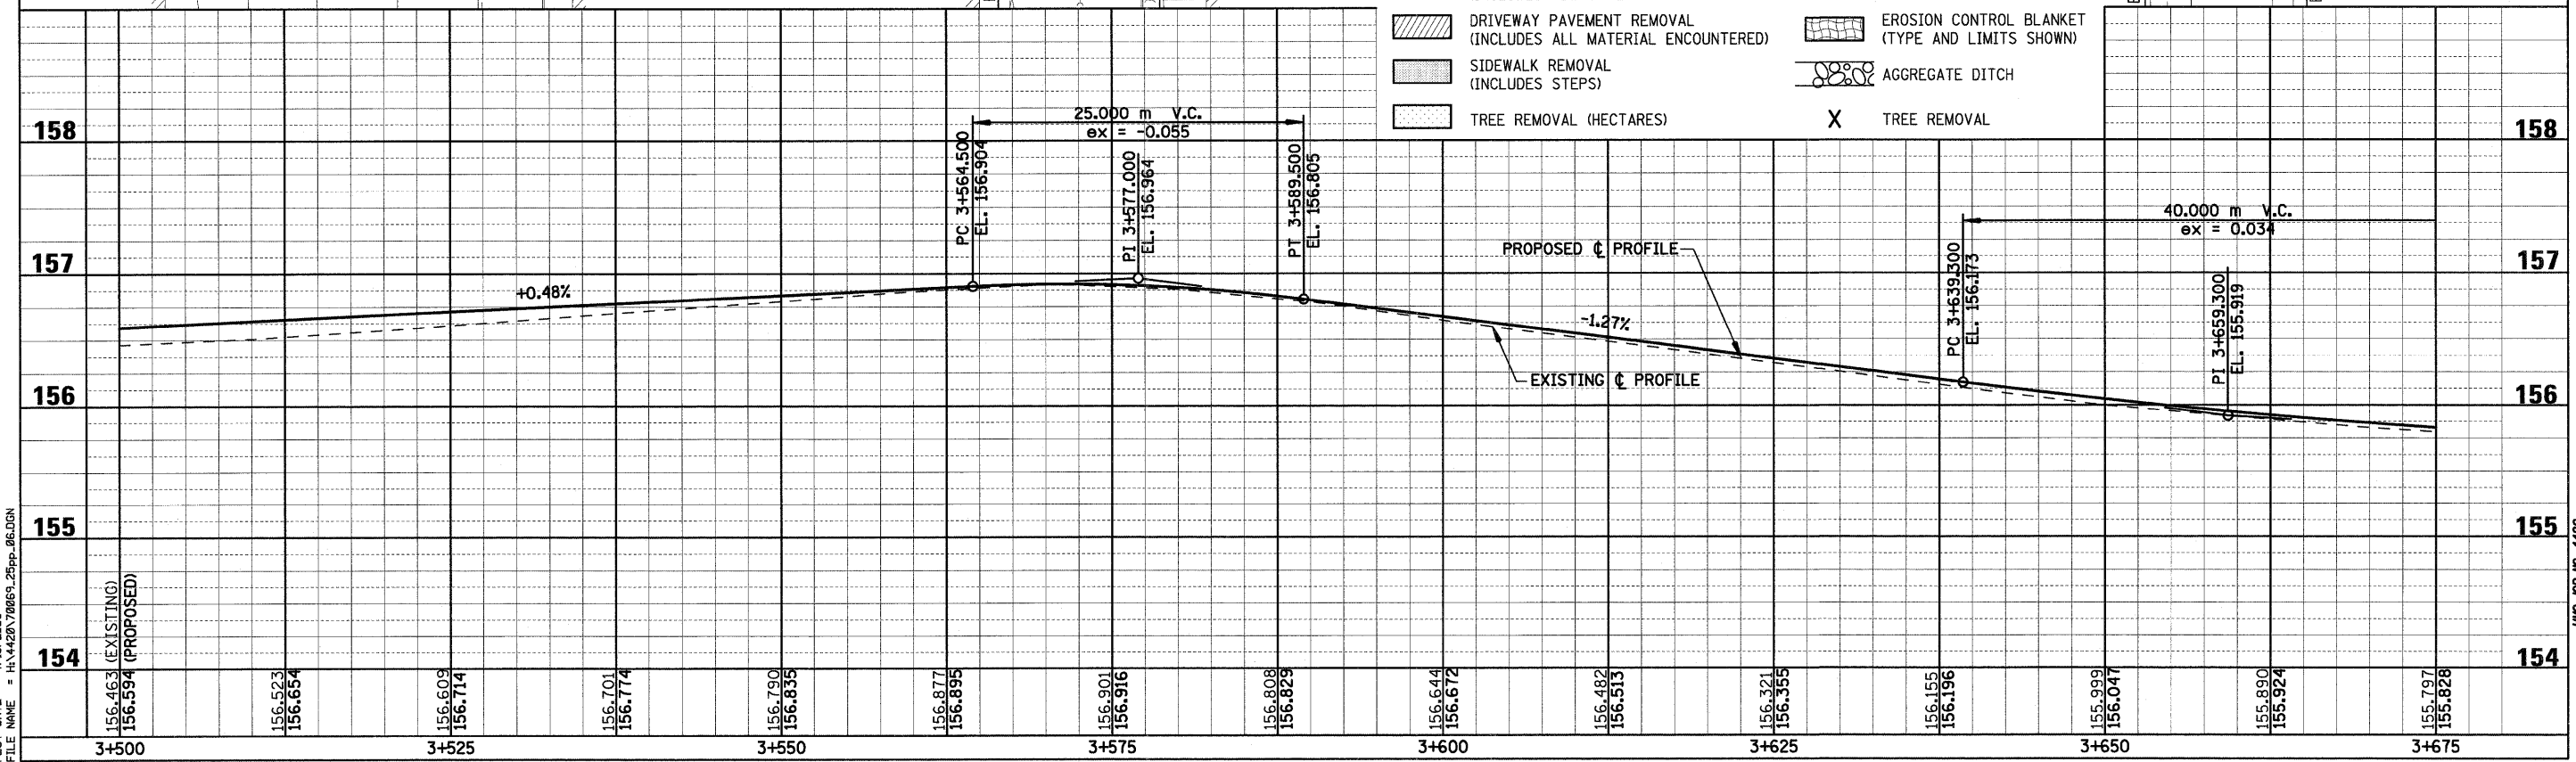 DRIVEWAY PAVEMENT REMOVAL
(INCLUDES ALL MATERIAL ENCOUNTERED)
SIDEWALK REMOVAL
(INCLUDES STEPS)
TREE REMOVAL (HECTARES)
EROSION CONTROL BLANKET
(TYPE AND LIMITS SHOWN)
AGGREGATE DITCH
X TREE REMOVAL
158
157
156
155
154
158
157
156
155
154
25.000 m V.C.
ex = -0.055
PC 3+564.500
EL. 156.904
PI 3+577.000
EL. 156.964
PT 3+589.500
EL. 156.805
40.000 m V.C.
ex = 0.034
PC 3+639.300
EL. 156.173
PI 3+659.300
EL. 155.919
+0.48%
-1.27%
PROPOSED ℄ PROFILE
EXISTING ℄ PROFILE
156.463 (EXISTING)
156.594 (PROPOSED)
156.523
156.654
156.609
156.714
156.701
156.774
156.790
156.835
156.877
156.895
156.901
156.916
156.808
156.829
156.644
156.672
156.482
156.513
156.321
156.355
156.155
156.196
155.999
156.047
155.890
155.924
155.797
155.828
3+500
3+525
3+550
3+575
3+600
3+625
3+650
3+675
FILE NAME = H:\4420\70069_25pp_06.DGN